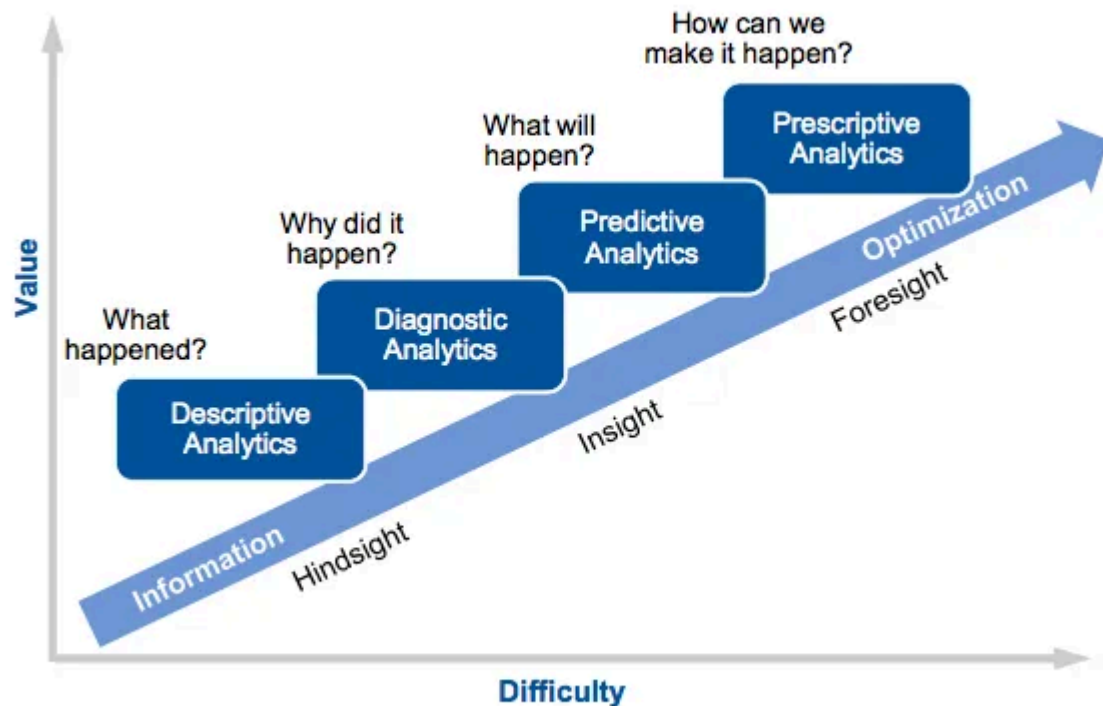 How can we
make it happen?
Prescriptive
Analytics
What will
happen?
Predictive
Analytics
Why did it
happen?
Diagnostic
Analytics
What
happened?
Descriptive
Analytics
Value
Information
Optimization
Hindsight
Insight
Foresight
Difficulty